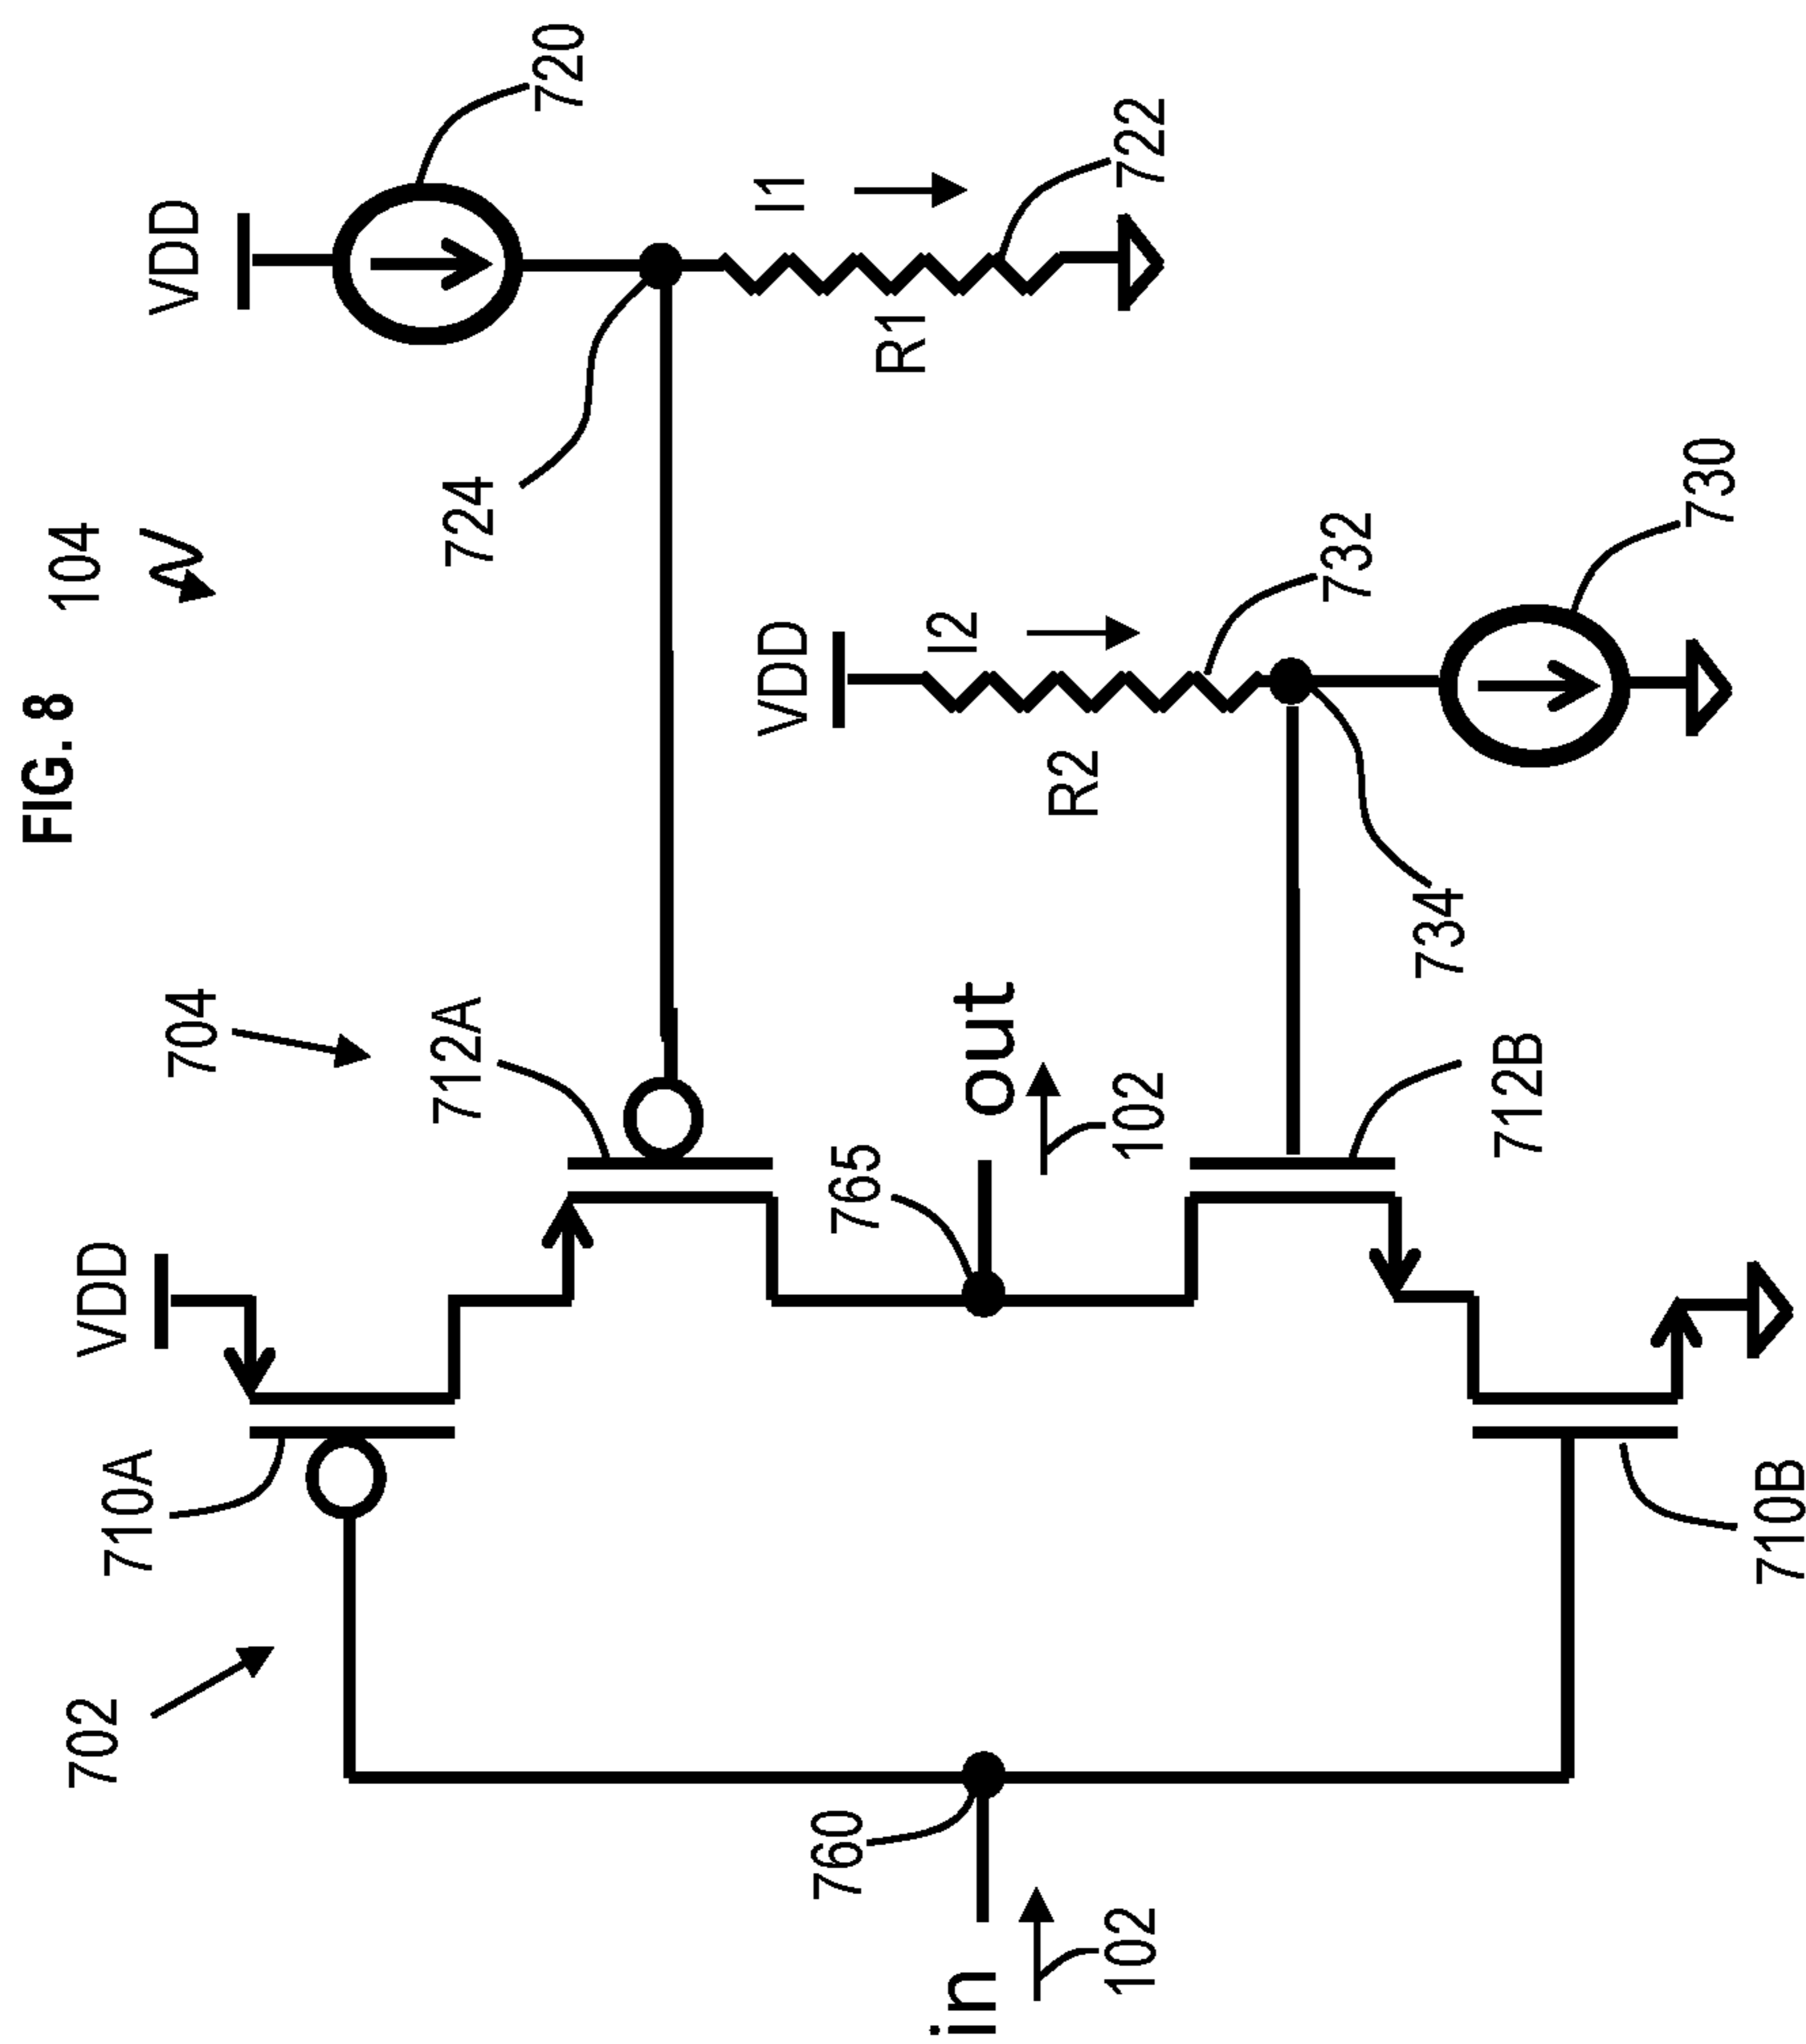 FIG. 8
104
VDD
720
I1
722
R1
724
VDD
I2
732
R2
734
730
704
712A
765
out
102
712B
VDD
710A
702
760
in
102
710B